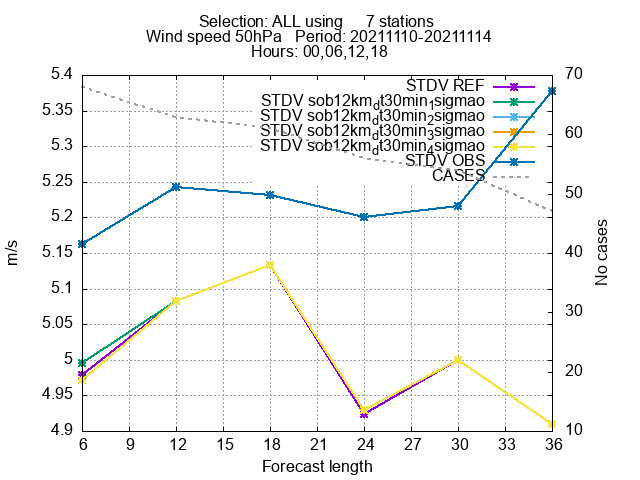 Selection: ALL using 7 stations
Wind speed 50hPa Period: 20211110-20211114
Hours: 00,06,12,18
5.4
5.35
5.3
5.25
5.2
5.15
5.1
5.05
5
4.95
4.9
m/s
70
60
50
40
30
20
10
No cases
STDV REF
STDV sob12km_dt30min_1sigmao
STDV sob12km_dt30min_2sigmao
STDV sob12km_dt30min_3sigmao
STDV sob12km_dt30min_4sigmao
STDV OBS
CASES
6 9 12 15 18 21 24 27 30 33 36
Forecast length